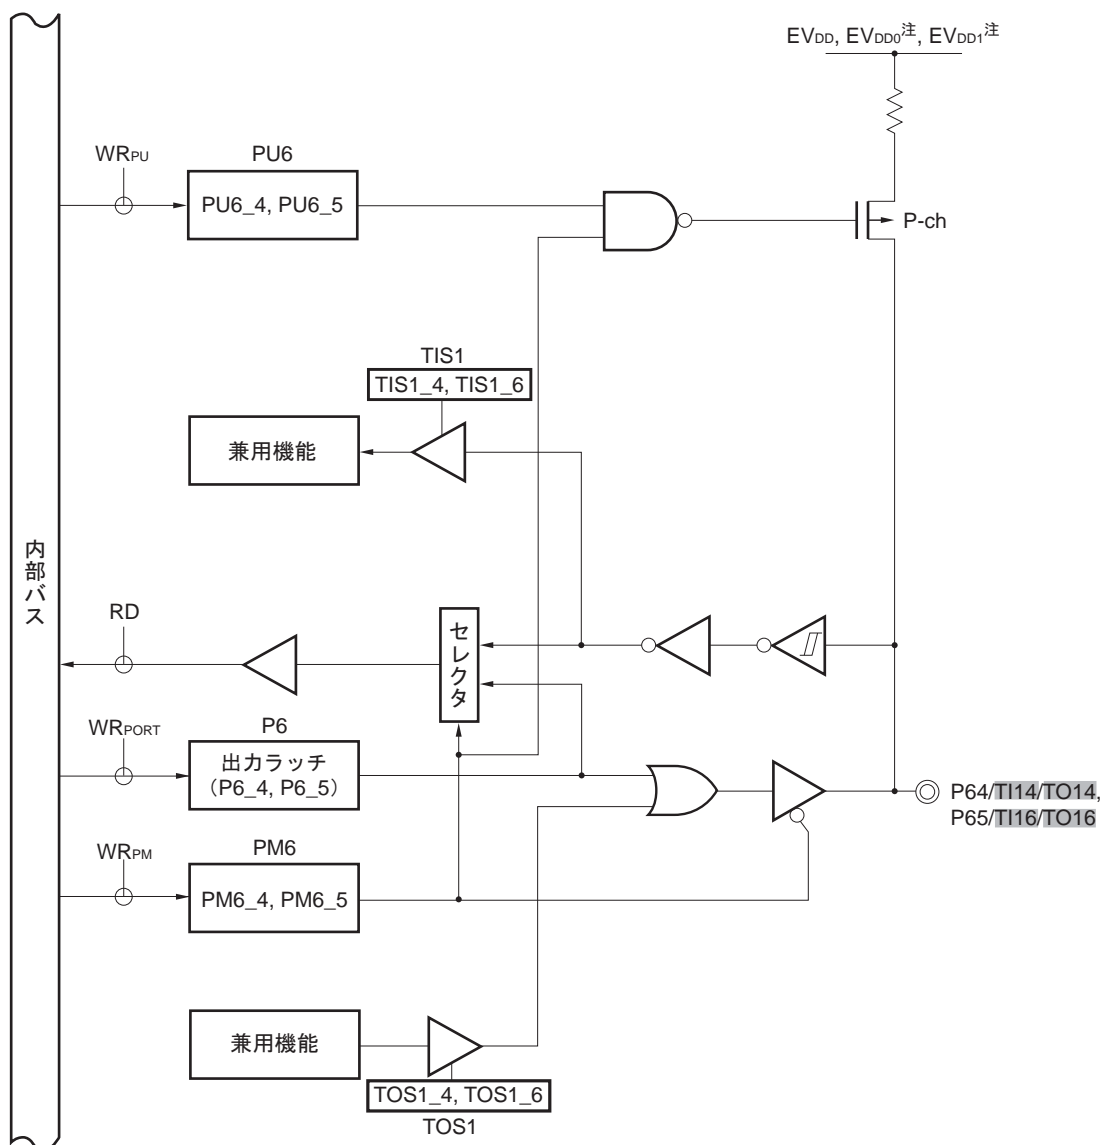 EVDD, EVDD0注, EVDD1注
WRPU
PU6
PU6_4, PU6_5
P-ch
TIS1
TIS1_4, TIS1_6
兼用機能
内部バス
RD
セレクタ
WRPORT
P6
出力ラッチ
(P6_4, P6_5)
P64/TI14/TO14,
P65/TI16/TO16
WRPM
PM6
PM6_4, PM6_5
兼用機能
TOS1_4, TOS1_6
TOS1